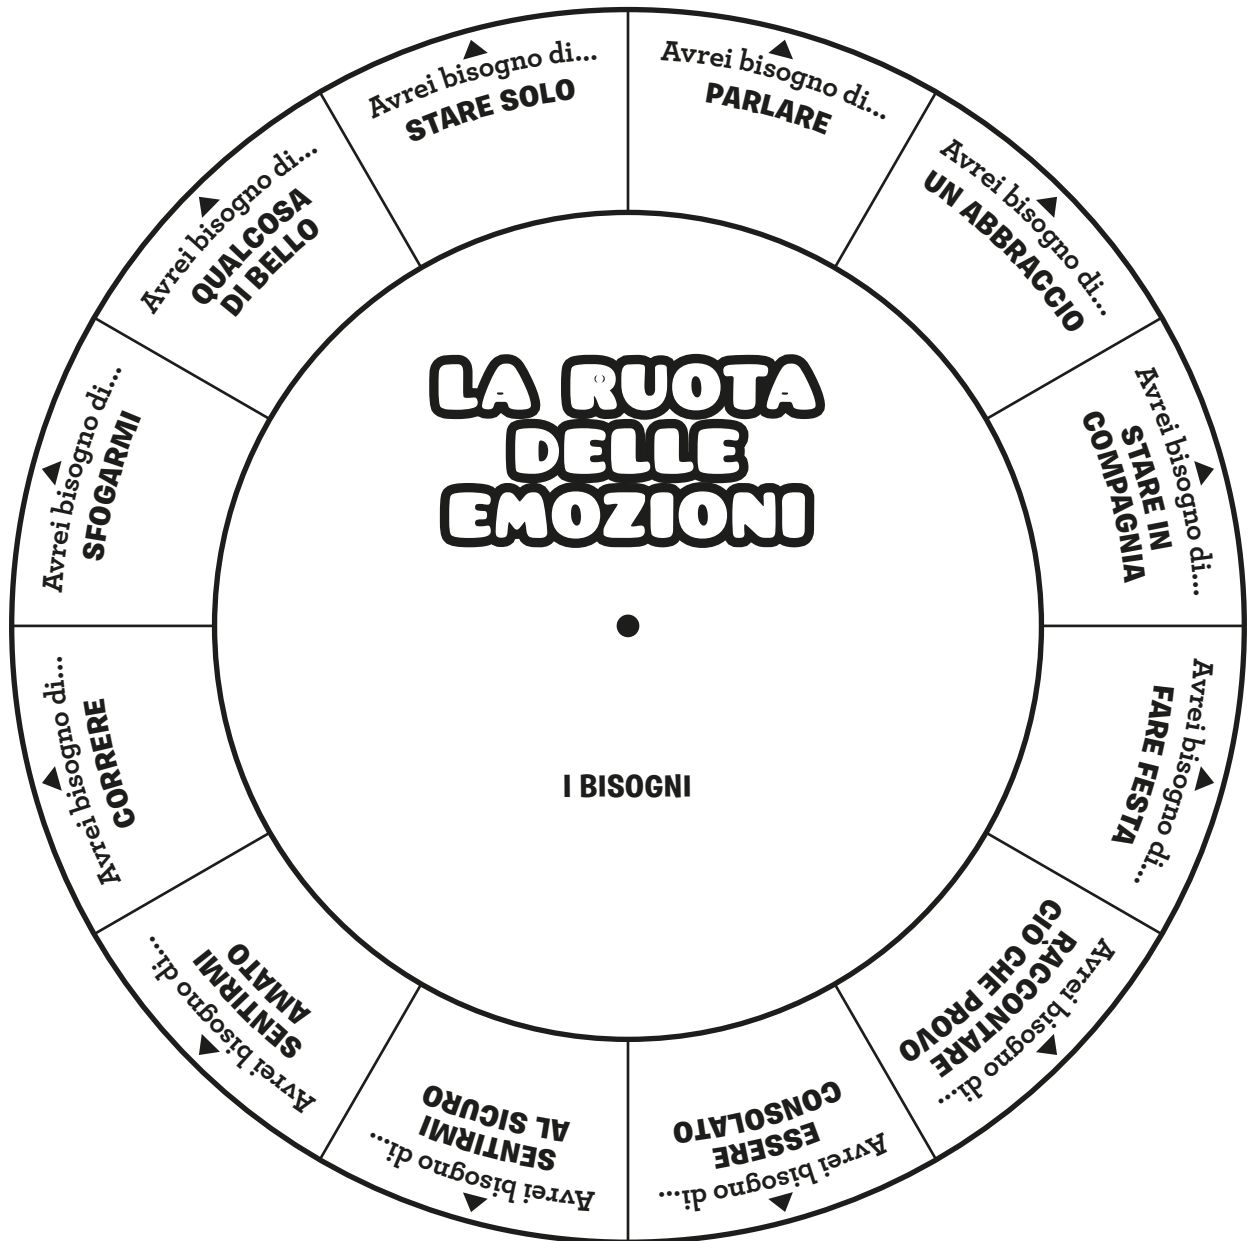 LA RUOTA
DELLE
EMOZIONI
I BISOGNI
Avrei bisogno di...
PARLARE
Avrei bisogno di...
UN ABBRACCIO
Avrei bisogno di...
STARE IN
COMPAGNIA
Avrei bisogno di...
FARE FESTA
Avrei bisogno di...
RACCONTARE
CIÒ CHE PROVO
Avrei bisogno di...
ESSERE
CONSOLATO
Avrei bisogno di...
SENTIRMI
AL SICURO
Avrei bisogno di...
SENTIRMI
AMATO
Avrei bisogno di...
CORRERE
Avrei bisogno di...
SFOGARMI
Avrei bisogno di...
QUALCOSA
DI BELLO
Avrei bisogno di...
STARE SOLO